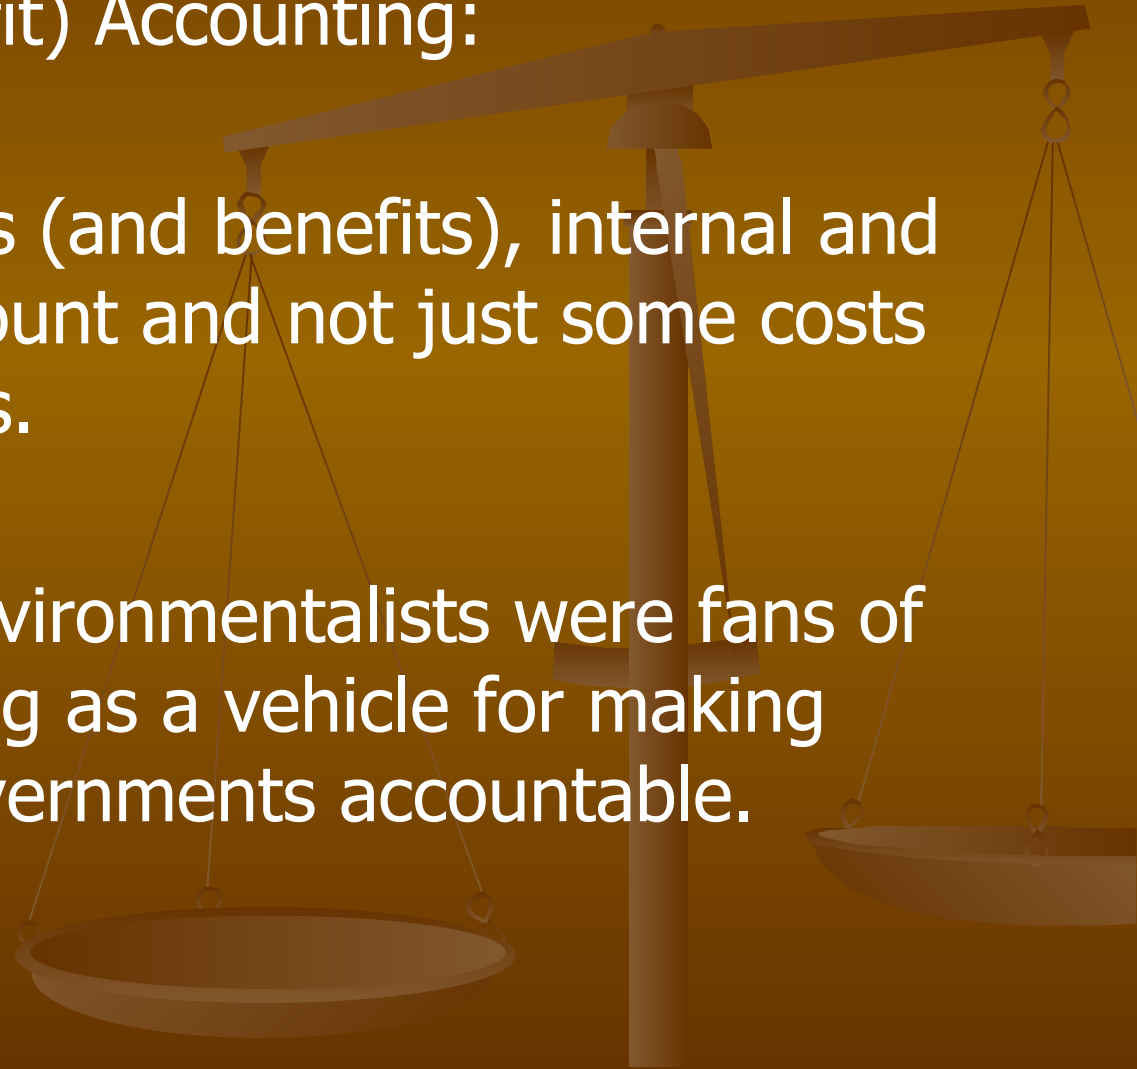 it) Accounting:
s (and benefits), internal and
ount and not just some costs
s.
vironmentalists were fans of
g as a vehicle for making
vernments accountable.